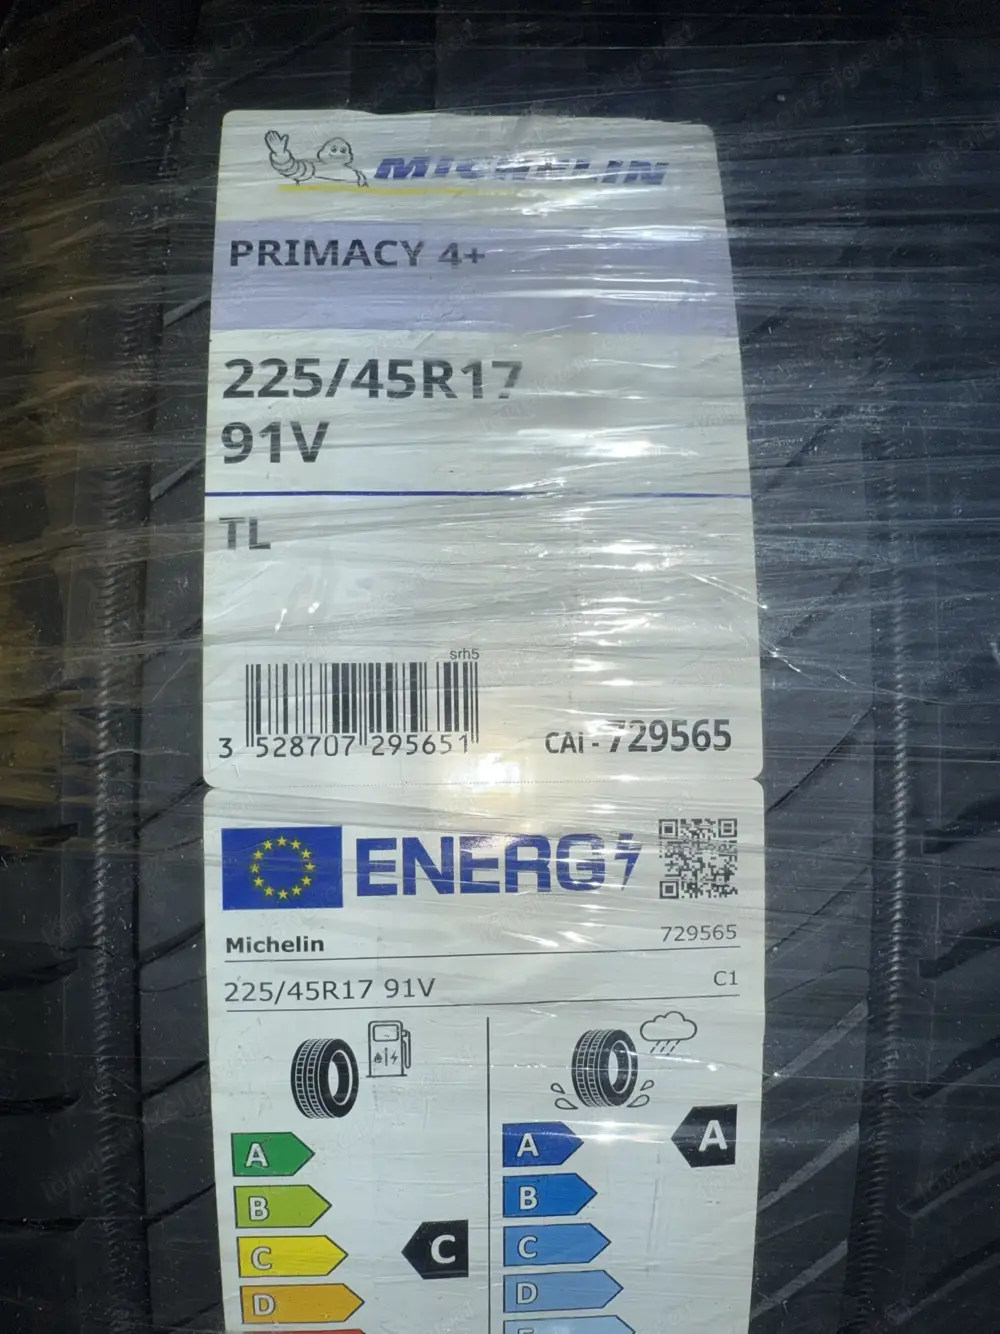 MICHELIN
PRIMACY 4+
225/45R17
91V
TL
srh5
3 528707 295651
CAi - 729565
ENERG
Michelin
729565
225/45R17 91V
C1
A
B
C
D
C
A
B
C
D
E
A